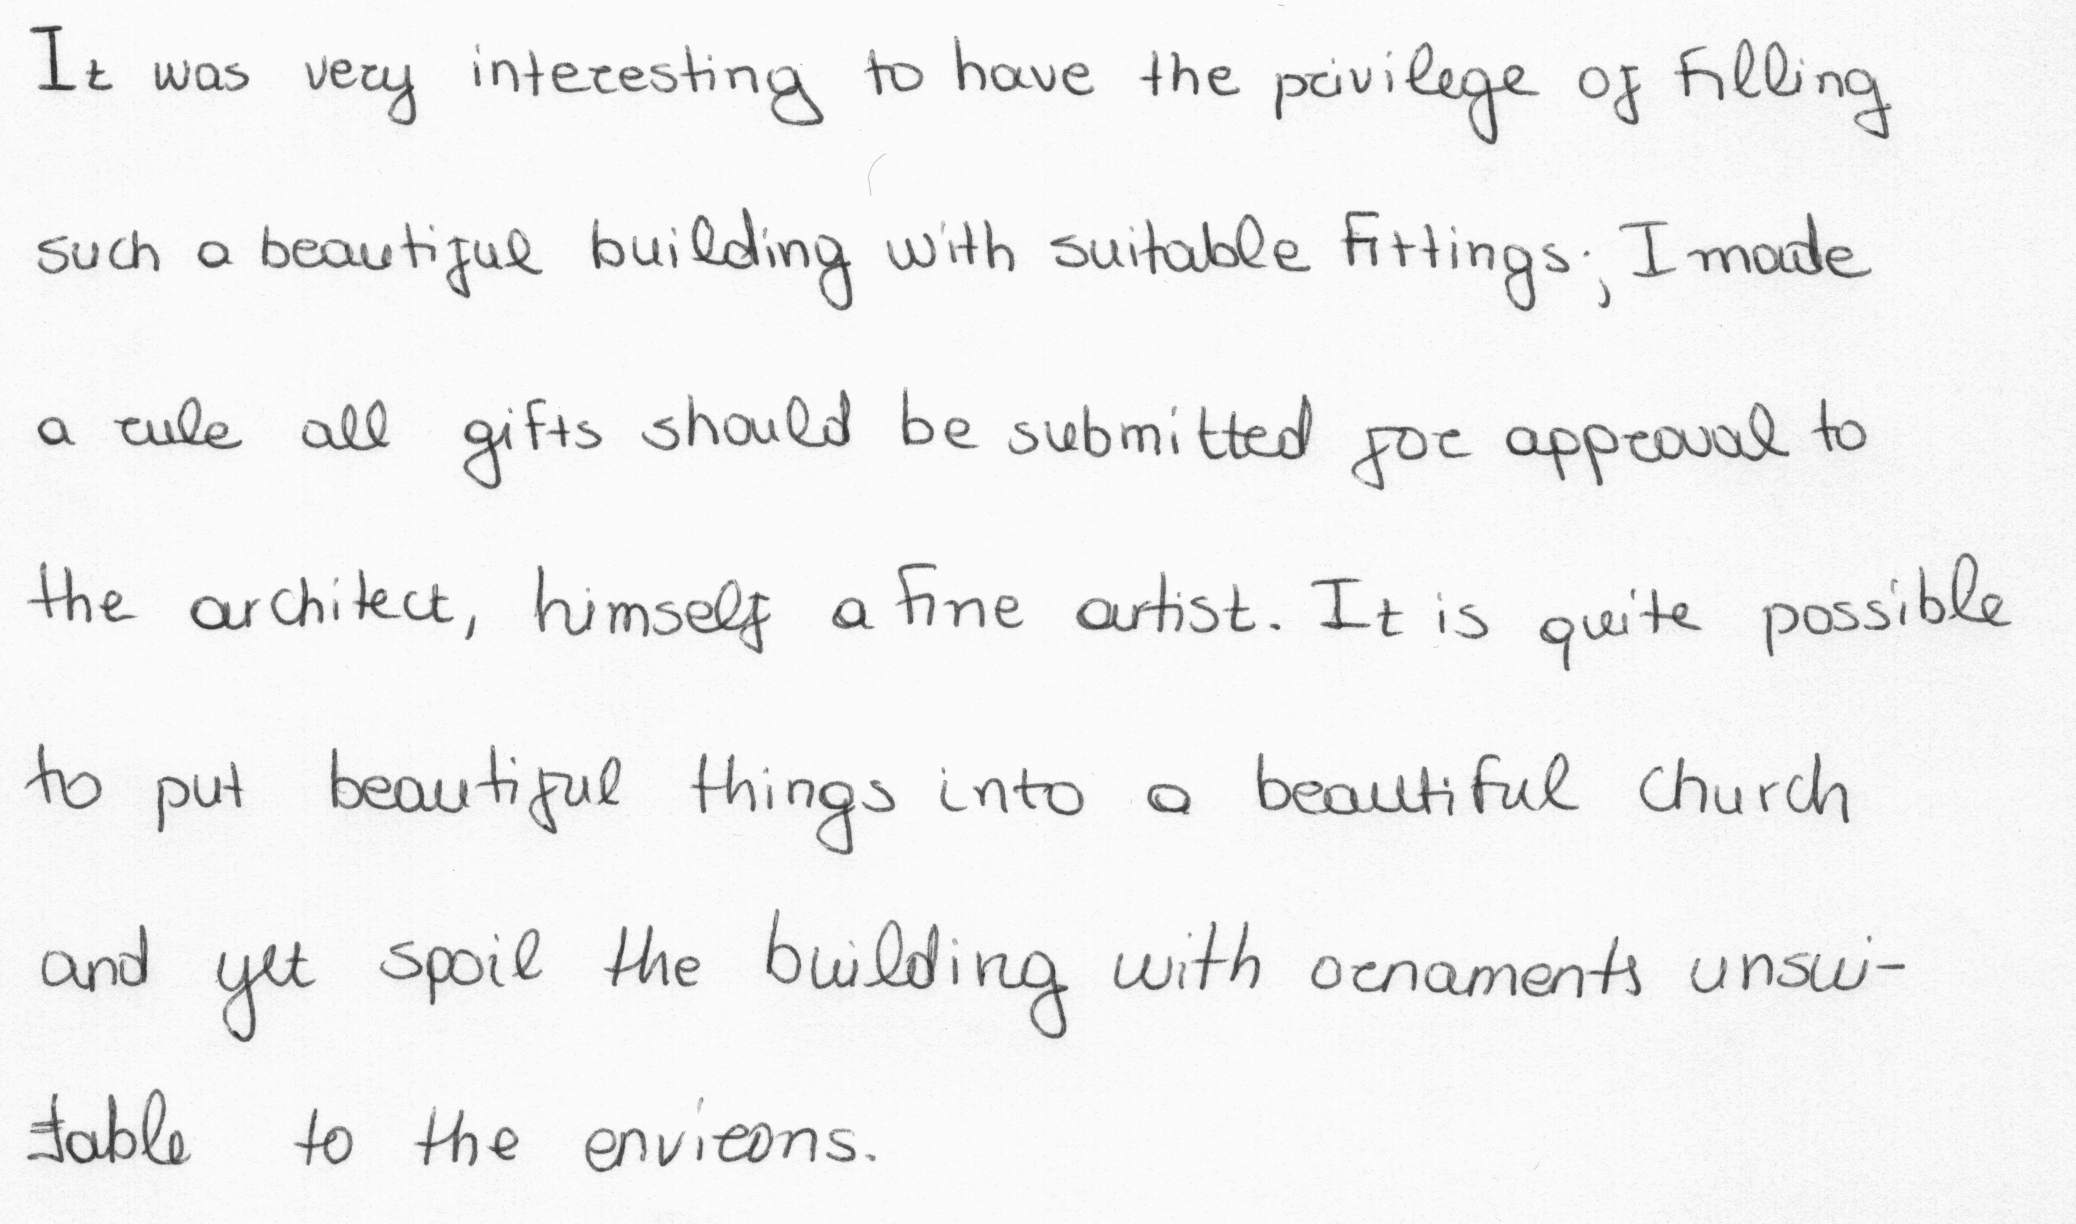 It was very interesting to have the privilege of filling
such a beautiful building with suitable fittings; I made
a rule all gifts should be submitted for approval to
the architect, himself a fine artist. It is quite possible
to put beautiful things into a beautiful church
and yet spoil the building with ornaments unsui-
table to the environs.